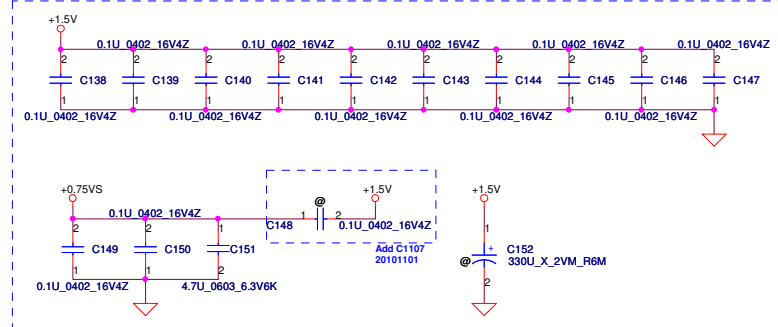 +1.5V
0.1U_0402_16V4Z 0.1U_0402_16V4Z 0.1U_0402_16V4Z 0.1U_0402_16V4Z 0.1U_0402_16V4Z
2 2 2 2 2 2 2 2 2 2
C138 C139 C140 C141 C142 C143 C144 C145 C146 C147
1 1 1 1 1 1 1 1 1 1
0.1U_0402_16V4Z 0.1U_0402_16V4Z 0.1U_0402_16V4Z 0.1U_0402_16V4Z 0.1U_0402_16V4Z
+0.75VS +1.5V +1.5V
@
0.1U_0402_16V4Z 1 2
2 2 1 C148 0.1U_0402_16V4Z 1
C149 C150 C151 Add C1107 + C152
20101101 @ 330U_X_2VM_R6M
1 1 2 2
0.1U_0402_16V4Z 4.7U_0603_6.3V6K